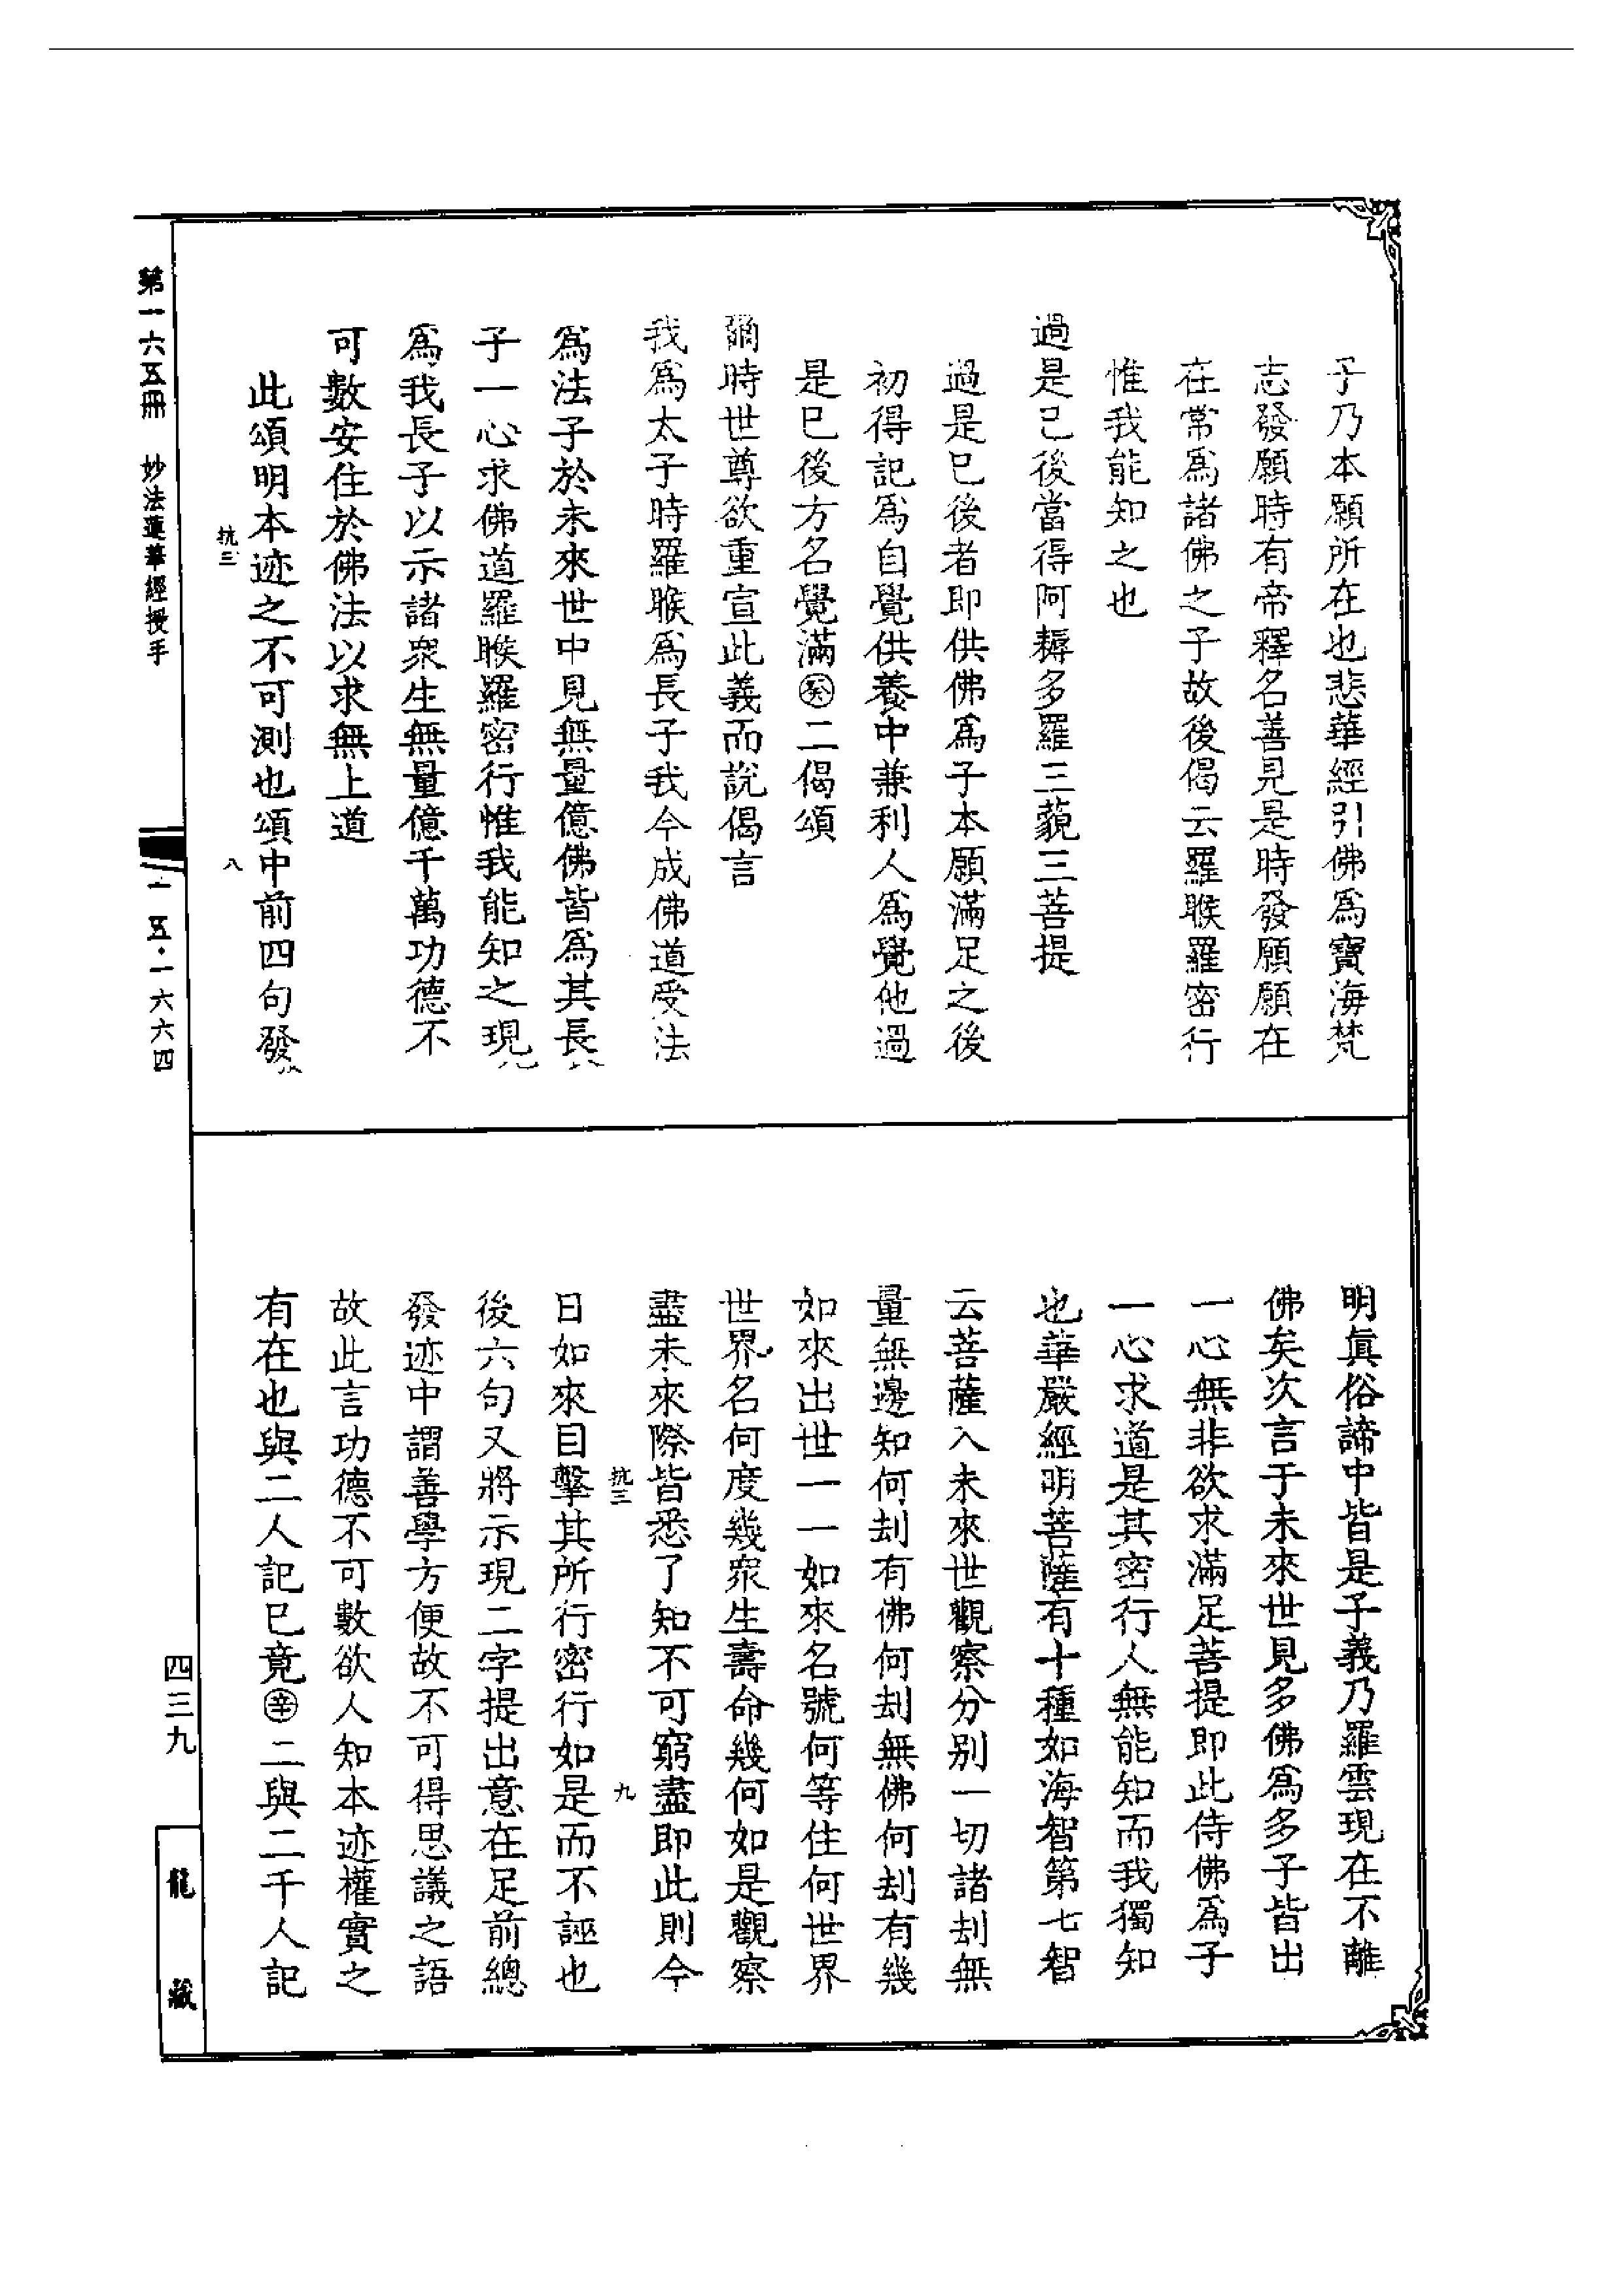 子乃本願所在也悲華經引佛爲寶海梵
志發願時有帝釋名善見是時發願願在
在常爲諸佛之子故後偈云羅睺羅密行
惟我能知之也
過是已後當得阿耨多羅三藐三菩提
過是已後者即供佛爲子本願滿足之後
初得記爲自覺供養中兼利人爲覺他過
是已後方名覺滿㊅二偈頌
爾時世尊欲重宣此義而說偈言
我爲太子時羅睺爲長子我今成佛道受法
爲法子於未來世中見無量億佛皆爲其長
子一心求佛道羅睺羅密行惟我能知之現
爲我長子以示諸衆生無量億千萬功德不
可數安住於佛法以求無上道
此頌明本迹之不可測也頌中前四句發
抗三
八
明眞俗諦中皆是子義乃羅雲現在不離
佛矣次言于未來世見多佛爲多子皆出
一心無非欲求滿足菩提即此侍佛爲子
一心求道是其密行人無能知而我獨知
也華嚴經明菩薩有十種如海智第七智
云菩薩入未來世觀察分別一切諸刦無
量無邊知何刦有佛何刦無佛何刦有幾
如來出世一一如來名號何等住何世界
世界名何度幾衆生壽命幾何如是觀察
盡未來際皆悉了知不可窮盡即此則今
抗三
九
日如來目擊其所行密行如是而不誣也
後六句又將示現二字提出意在足前總
發迹中謂善學方便故不可得思議之語
故此言功德不可數欲人知本迹權實之
有在也與二人記已竟㊛二與二千人記
第一六五冊 妙法蓮華經授手
一五·一六六四
四三九
龍藏